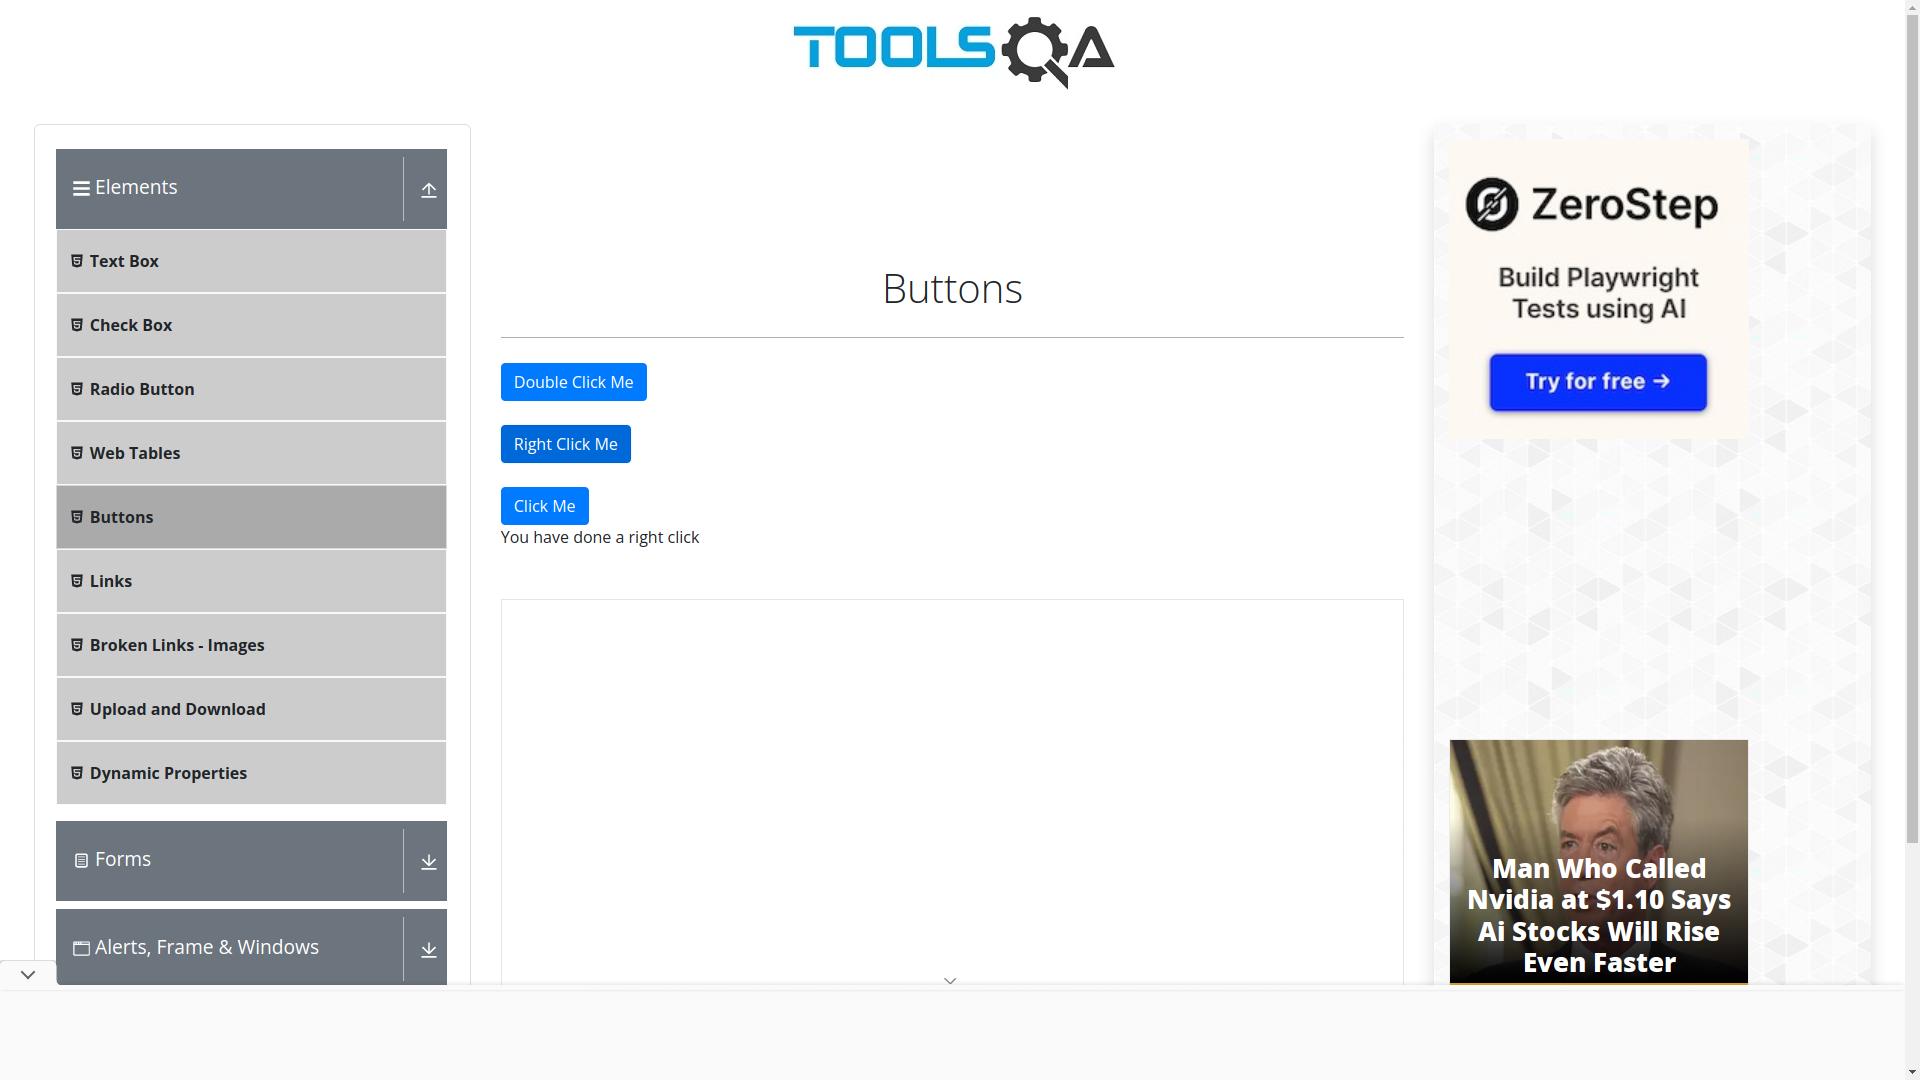 TOOLSQA
Elements
Text Box
Check Box
Radio Button
Web Tables
Buttons
Links
Broken Links - Images
Upload and Download
Dynamic Properties
Forms
Alerts, Frame & Windows
Buttons
Double Click Me
Right Click Me
Click Me
You have done a right click
ZeroStep
Build Playwright
Tests using AI
Try for free →
Man Who Called
Nvidia at $1.10 Says
Ai Stocks Will Rise
Even Faster